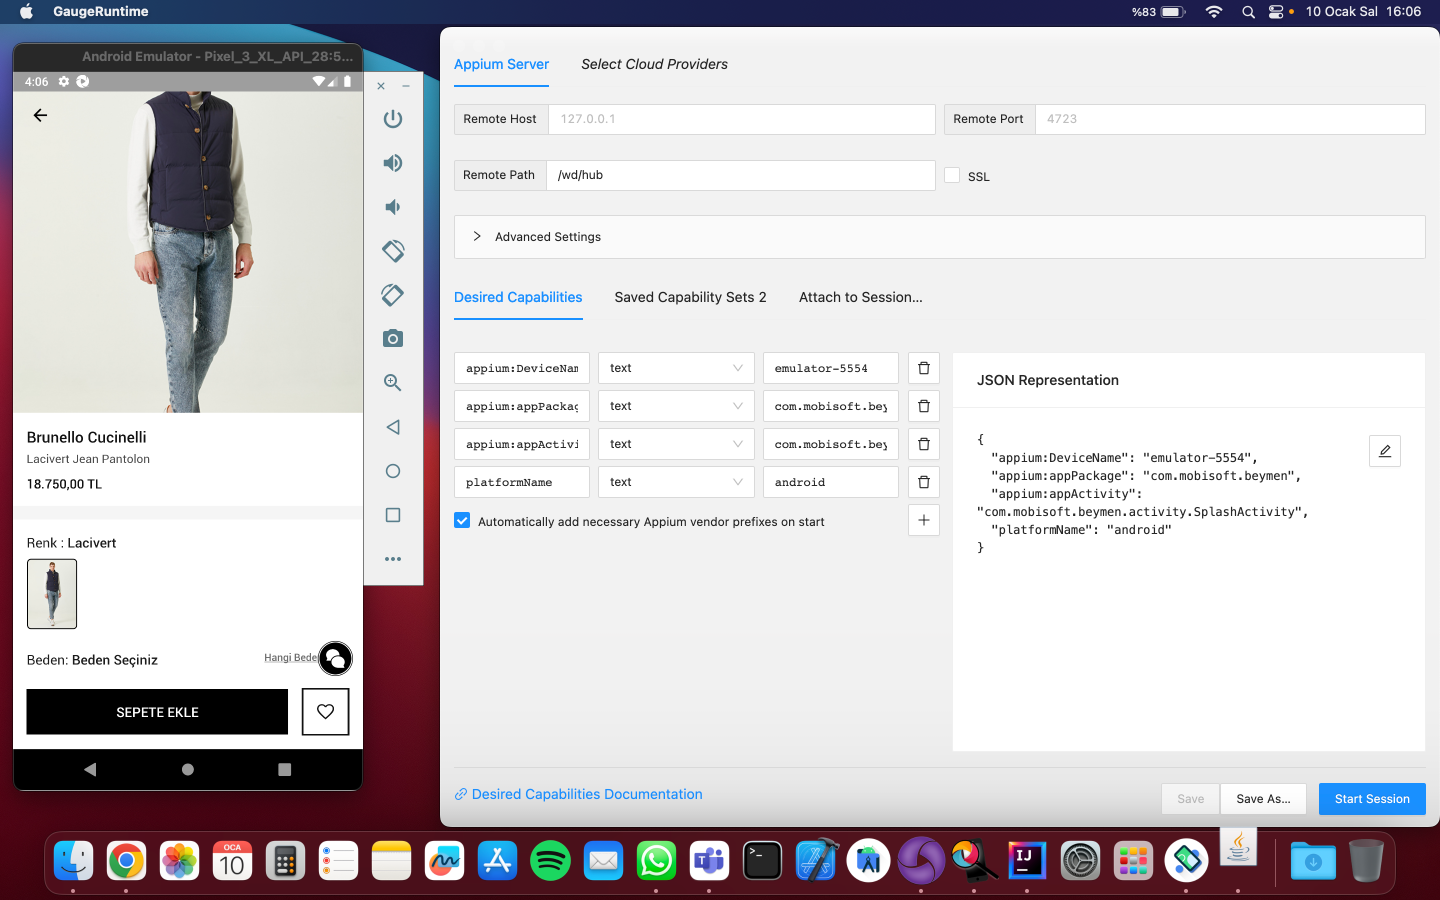 GaugeRuntime
%83
10 Ocak Sal 16:06
Android Emulator - Pixel_3_XL_API_28:5...
4:06
Brunello Cucinelli
Lacivert Jean Pantolon
18.750,00 TL
Renk : Lacivert
Beden: Beden Seçiniz
Hangi Bede
SEPETE EKLE
Appium Server
Select Cloud Providers
Remote Host
127.0.0.1
Remote Port
4723
Remote Path
/wd/hub
SSL
Advanced Settings
Desired Capabilities
Saved Capability Sets 2
Attach to Session...
appium:DeviceNam
text
emulator-5554
appium:appPackag
text
com.mobisoft.bey
appium:appActivi
text
com.mobisoft.bey
platformName
text
android
Automatically add necessary Appium vendor prefixes on start
JSON Representation
{
"appium:DeviceName": "emulator-5554",
"appium:appPackage": "com.mobisoft.beymen",
"appium:appActivity":
"com.mobisoft.beymen.activity.SplashActivity",
"platformName": "android"
}
Desired Capabilities Documentation
Save
Save As...
Start Session
OCA
10
IJ